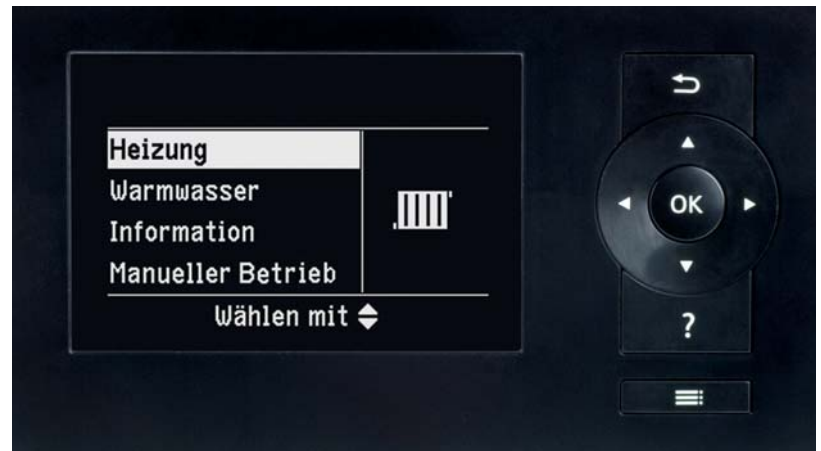 Heizung
Warmwasser
Information
Manueller Betrieb
Wählen mit
OK
?